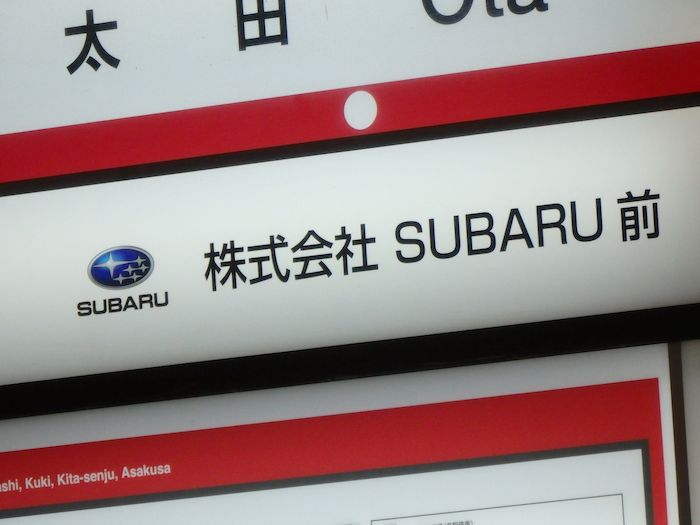 太田 Ota
SUBARU
株式会社 SUBARU 前
ashi, Kuki, Kita-senju, Asakusa